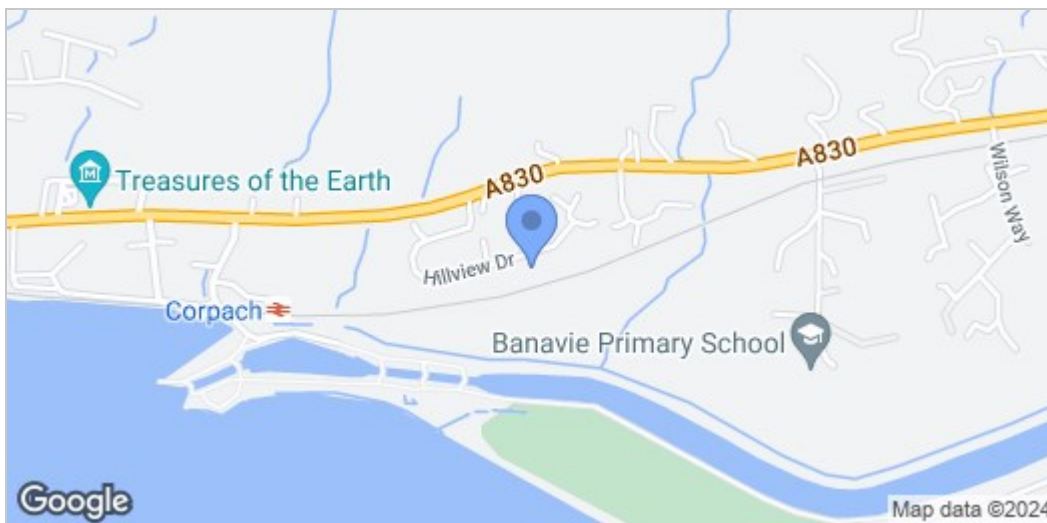 A830
A830
Treasures of the Earth
M
Wilson Way
Hillview Dr
Corpach
Banavie Primary School
Google
Map data ©2024